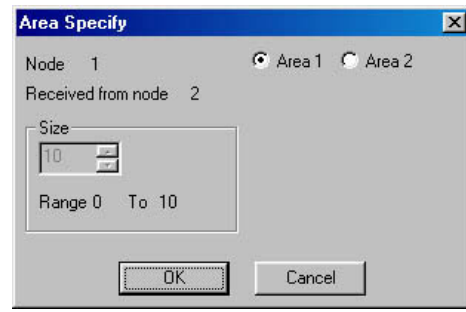 Area Specify
Node 1
Area 1 Area 2
Received from node 2
Size
10
Range 0 To 10
OK Cancel